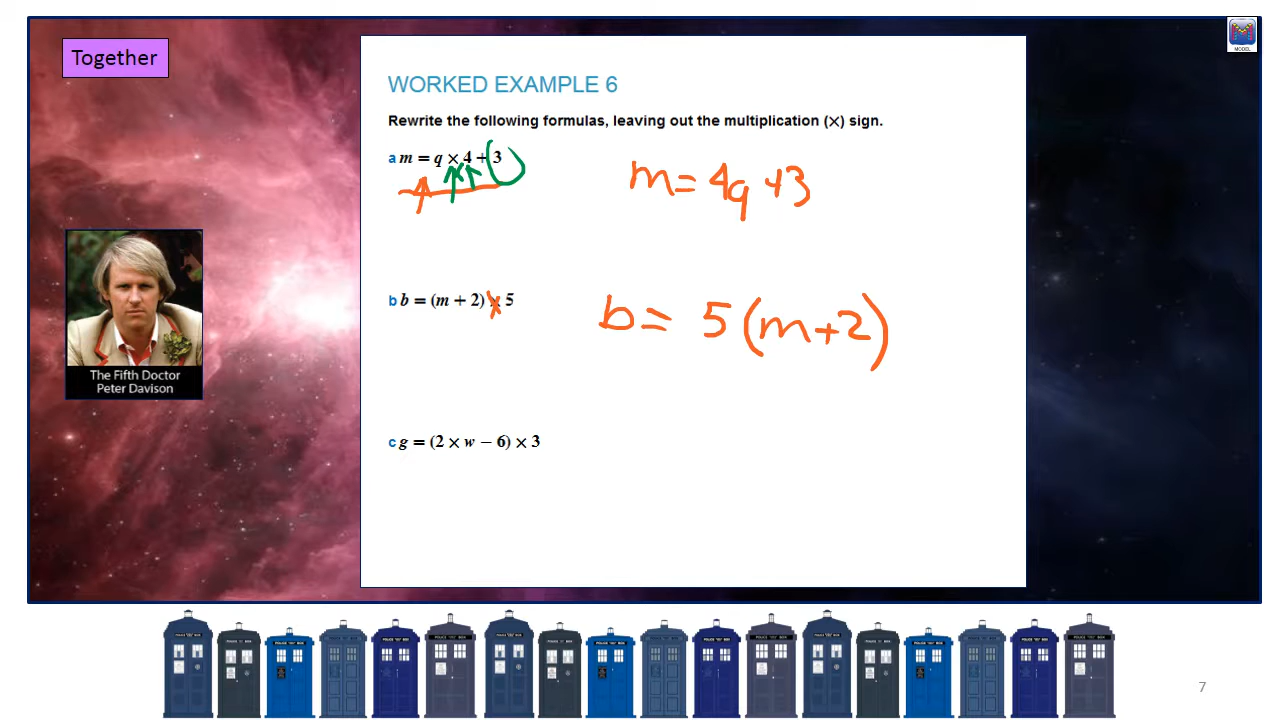 Together
MODEL
WORKED EXAMPLE 6
Rewrite the following formulas, leaving out the multiplication (×) sign.
a m = q × 4 + 3
m = 4q + 3
b b = (m + 2) × 5
b = 5(m+2)
The Fifth Doctor
Peter Davison
c g = (2 × w − 6) × 3
7